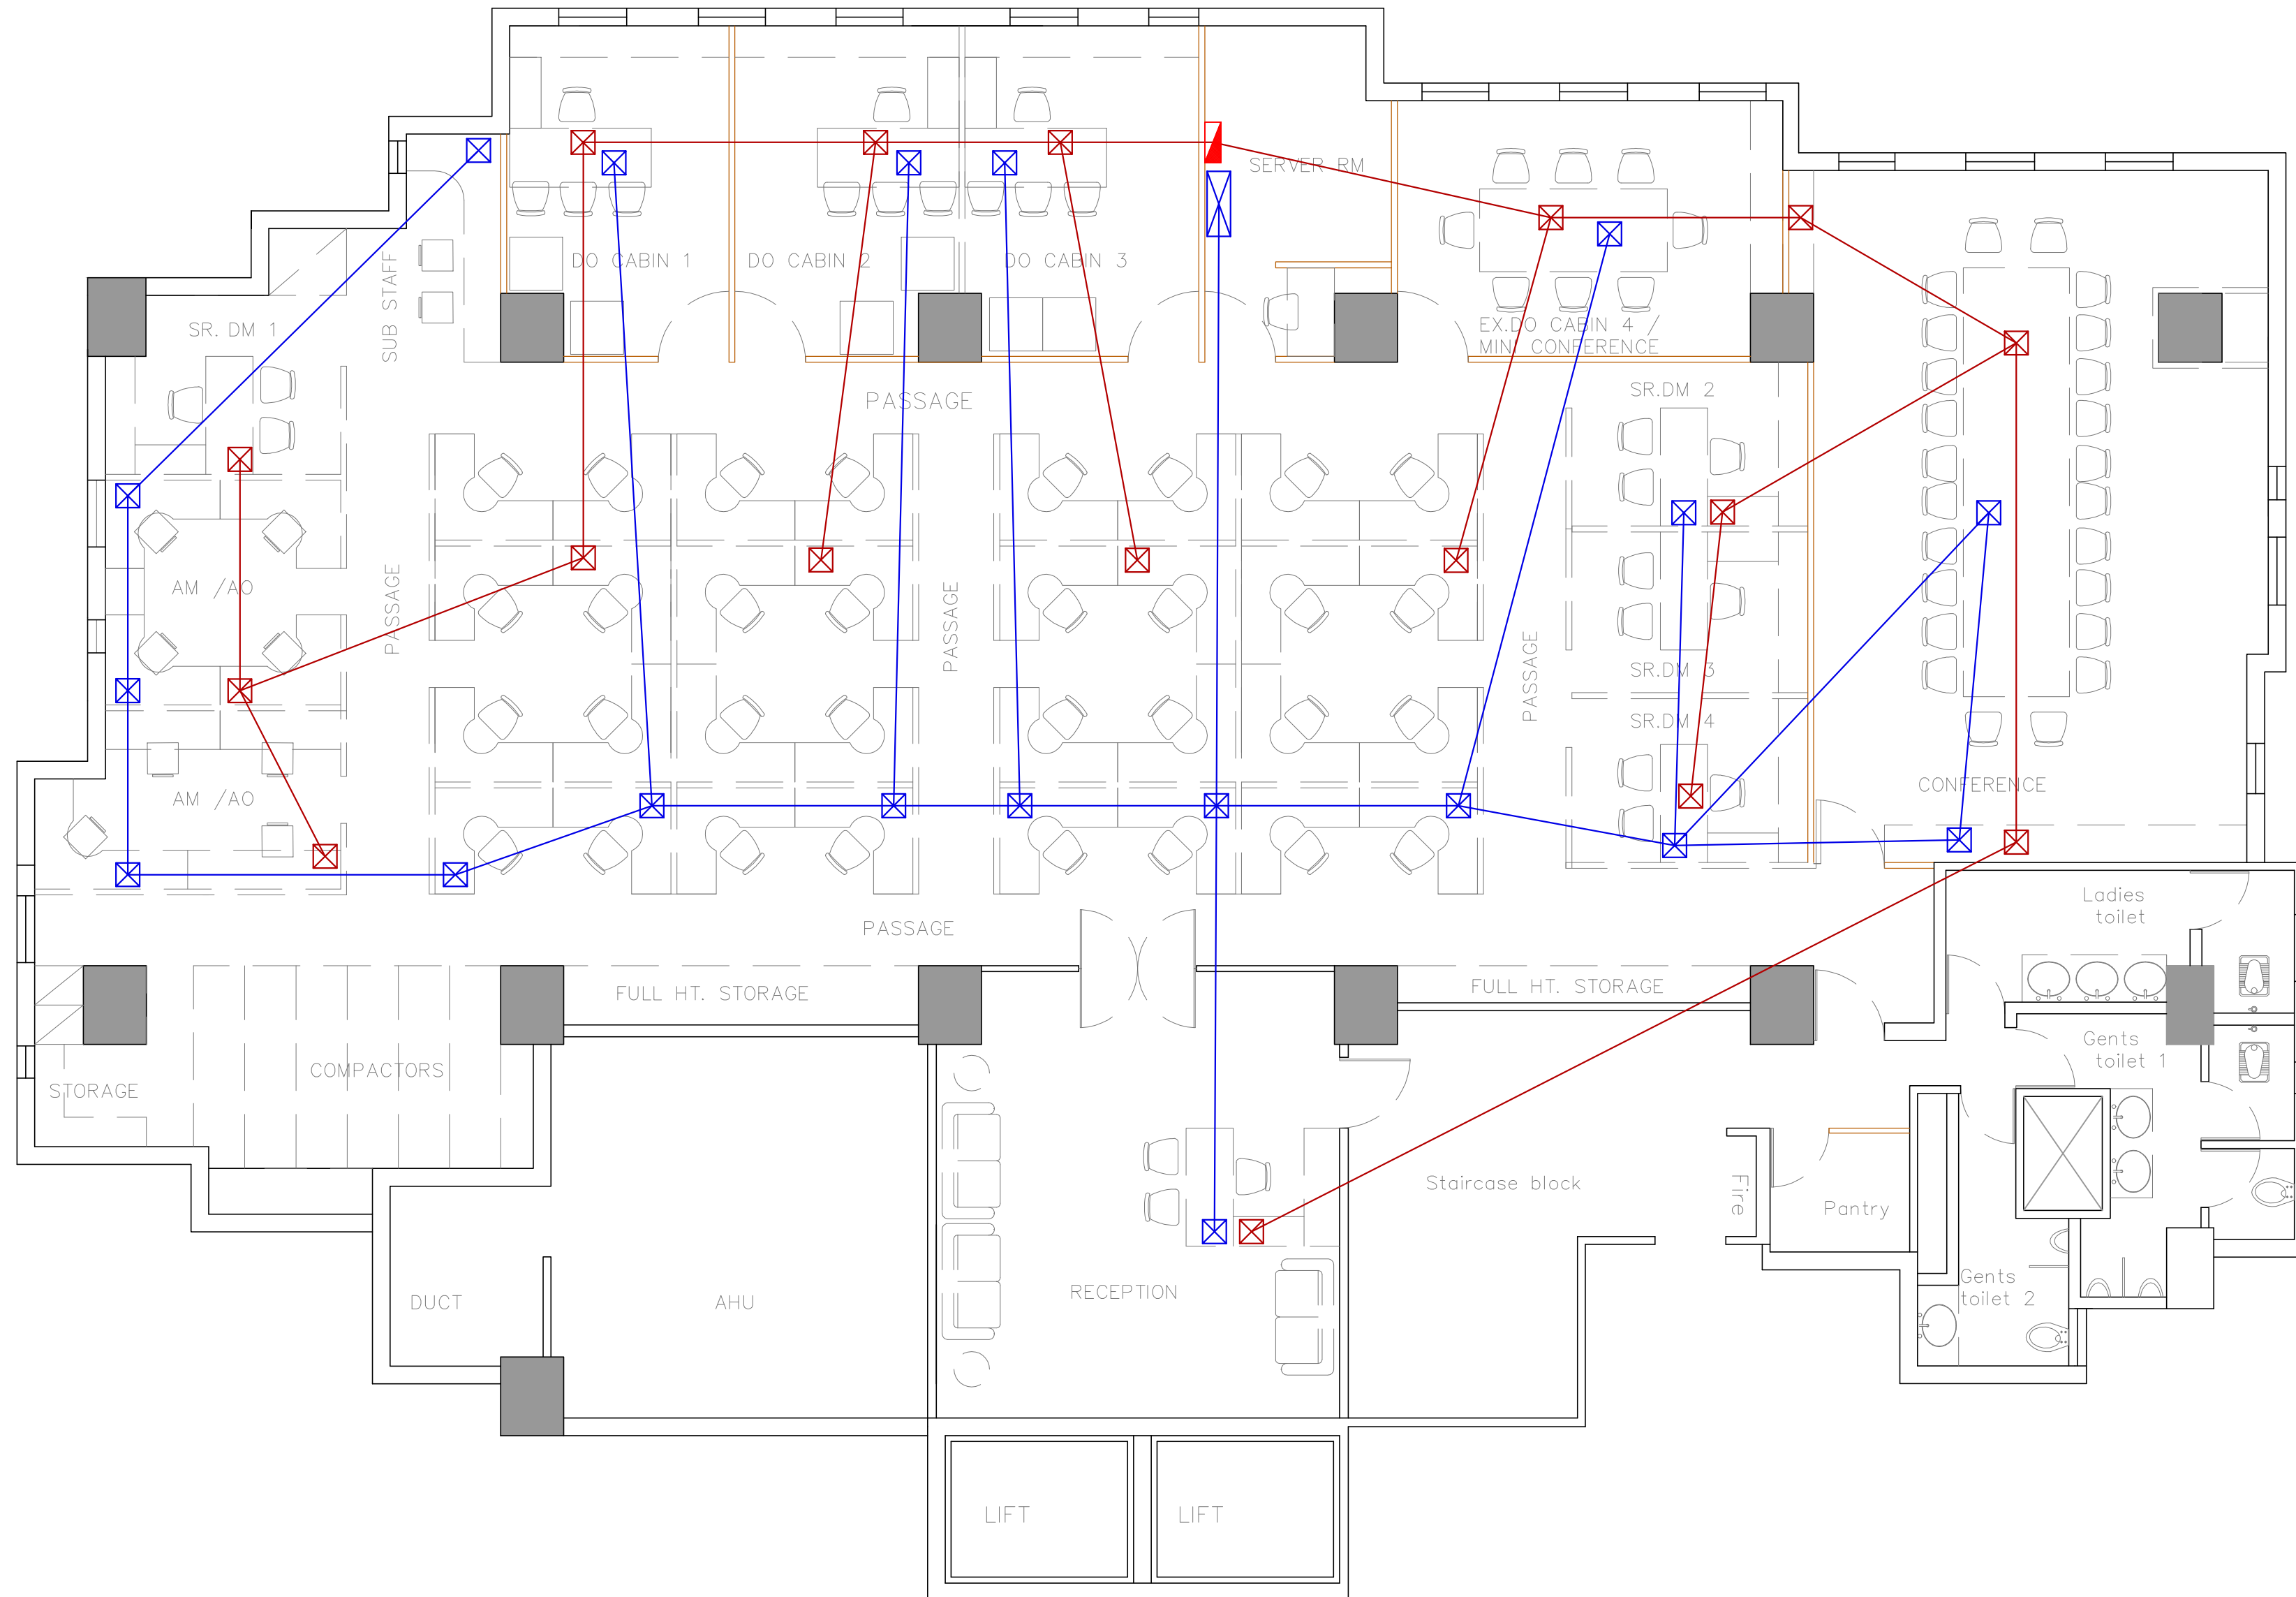 SERVER RM
DO CABIN 1
DO CABIN 2
DO CABIN 3
SUB STAFF
SR. DM 1
EX.DO CABIN 4 /
MINI CONFERENCE
SR.DM 2
PASSAGE
AM /AO
PASSAGE
PASSAGE
PASSAGE
SR.DM 3
SR.DM 4
CONFERENCE
AM /AO
Ladies
toilet
PASSAGE
FULL HT. STORAGE
FULL HT. STORAGE
Gents
toilet 1
COMPACTORS
STORAGE
Staircase block
Fire
Pantry
Gents
toilet 2
RECEPTION
DUCT
AHU
LIFT
LIFT